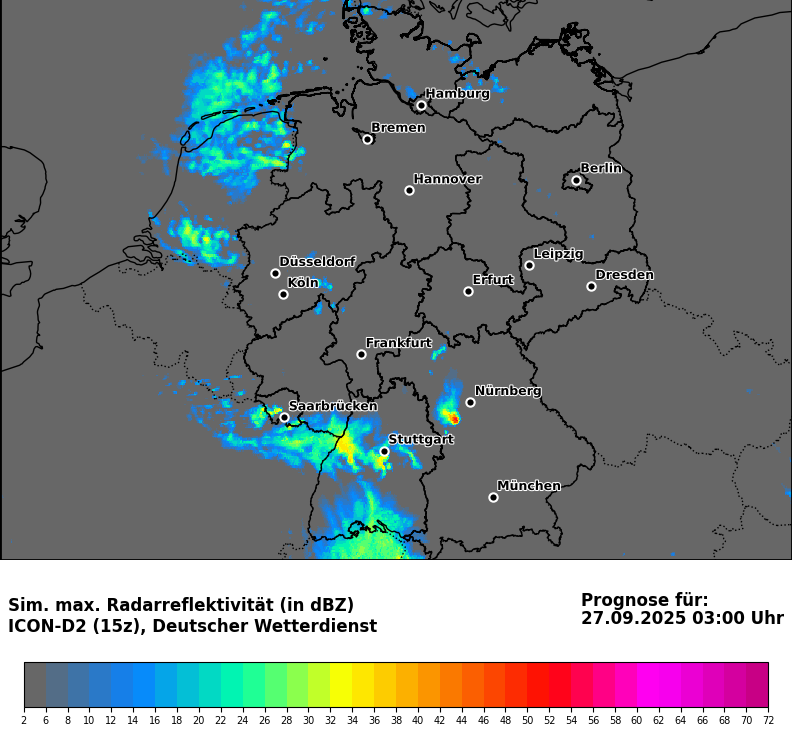 Hamburg
Bremen
Berlin
Hannover
Leipzig
Düsseldorf
Dresden
Köln
Erfurt
Frankfurt
Nürnberg
Saarbrücken
Stuttgart
München
Sim. max. Radarreflektivität (in dBZ)
ICON-D2 (15z), Deutscher Wetterdienst
Prognose für:
27.09.2025 03:00 Uhr
2 6 8 10 12 14 16 18 20 22 24 26 28 30 32 34 36 38 40 42 44 46 48 50 52 54 56 58 60 62 64 66 68 70 72